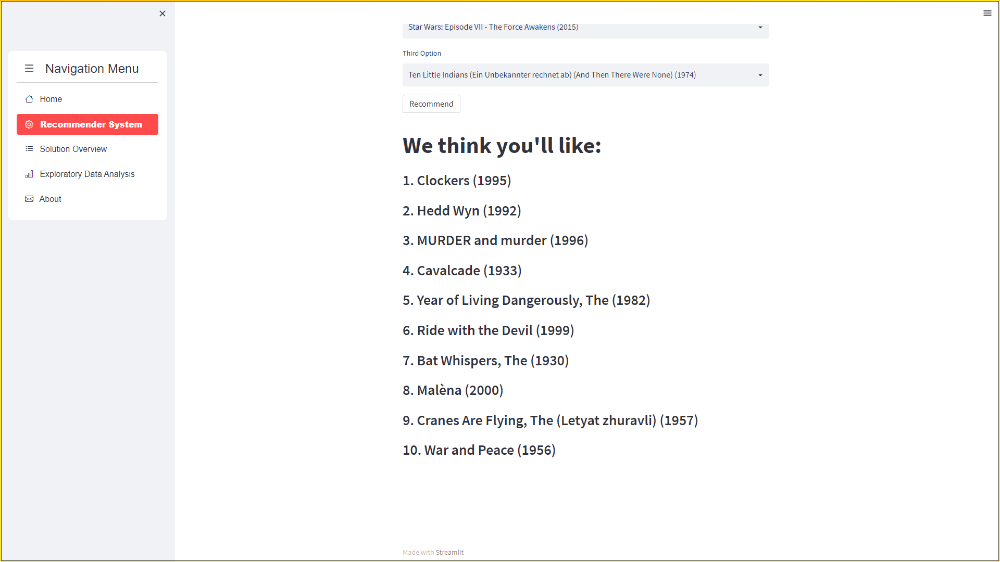 Navigation Menu
Home
Recommender System
Solution Overview
Exploratory Data Analysis
About
Star Wars: Episode VII - The Force Awakens (2015)
Third Option
Ten Little Indians (Ein Unbekannter rechnet ab) (And Then There Were None) (1974)
Recommend
We think you'll like:
1. Clockers (1995)
2. Hedd Wyn (1992)
3. MURDER and murder (1996)
4. Cavalcade (1933)
5. Year of Living Dangerously, The (1982)
6. Ride with the Devil (1999)
7. Bat Whispers, The (1930)
8. Malèna (2000)
9. Cranes Are Flying, The (Letyat zhuravli) (1957)
10. War and Peace (1956)
Made with Streamlit